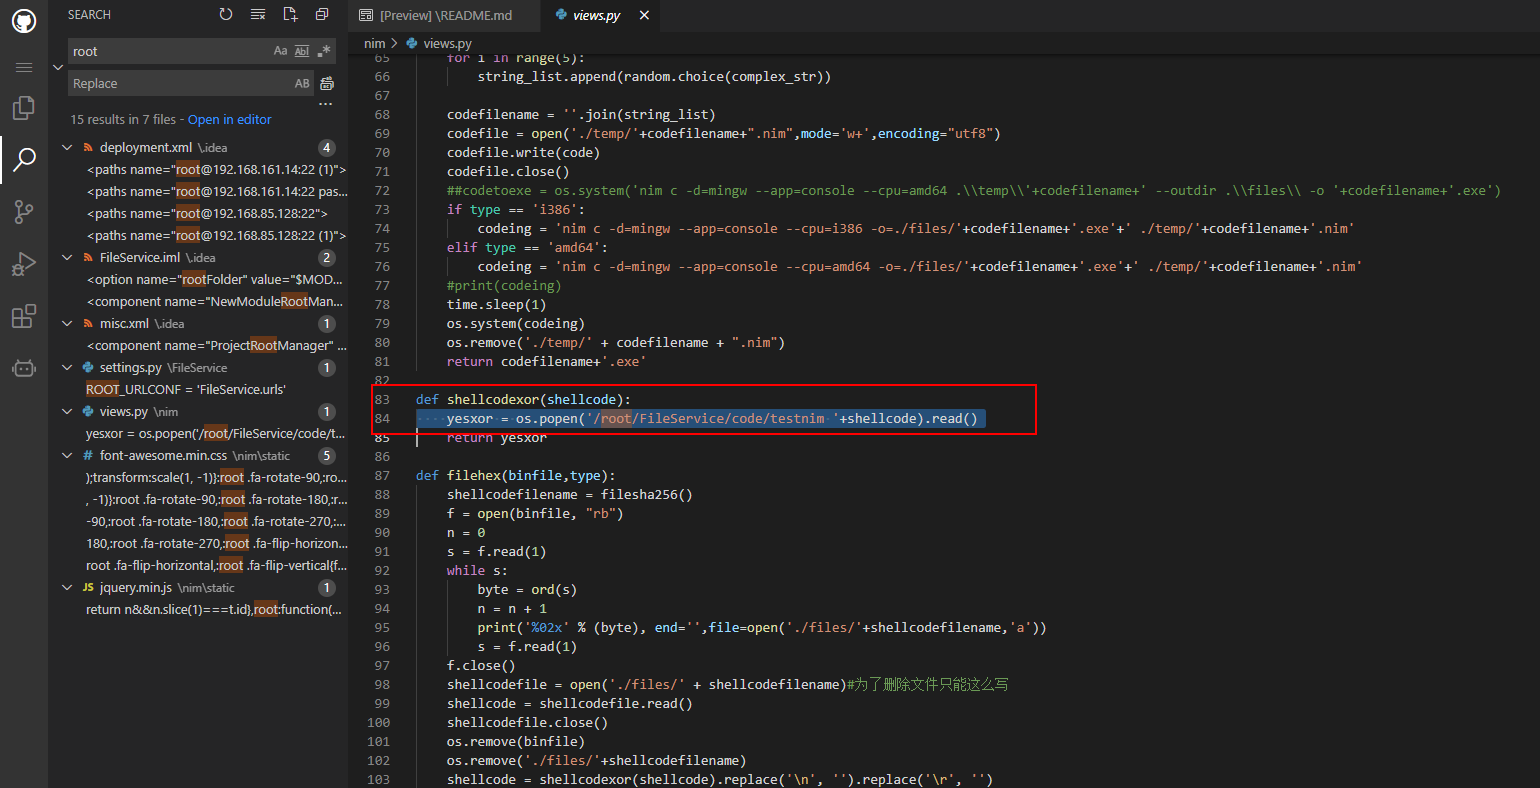 SEARCH
root
Aa
Abl
Replace
AB
15 results in 7 files - Open in editor
deployment.xml \.idea 4
<paths name="root@192.168.161.14:22 (1)">
<paths name="root@192.168.161.14:22 pas...
<paths name="root@192.168.85.128:22">
<paths name="root@192.168.85.128:22 (1)">
FileService.iml \.idea 2
<option name="rootFolder" value="$MOD...
<component name="NewModuleRootMan...
misc.xml \.idea 1
<component name="ProjectRootManager" ...
settings.py \FileService 1
ROOT_URLCONF = 'FileService.urls'
views.py \nim 1
yesxor = os.popen('/root/FileService/code/t...
# font-awesome.min.css \nim\static 5
);transform:scale(1, -1)}:root .fa-rotate-90,:ro...
, -1)}:root .fa-rotate-90,:root .fa-rotate-180,:r...
-90,:root .fa-rotate-180,:root .fa-rotate-270,:...
180,:root .fa-rotate-270,:root .fa-flip-horizon...
root .fa-flip-horizontal,:root .fa-flip-vertical{f...
JS jquery.min.js \nim\static 1
return n&&n.slice(1)===t.id},root:function(...
[Preview] \README.md
views.py
nim > views.py
65 for i in range(5):
66 string_list.append(random.choice(complex_str))
67
68 codefilename = ''.join(string_list)
69 codefile = open('./temp/'+codefilename+".nim",mode='w+',encoding="utf8")
70 codefile.write(code)
71 codefile.close()
72 ##codetoexe = os.system('nim c -d=mingw --app=console --cpu=amd64 .\\temp\\'+codefilename+' --outdir .\\files\\ -o '+codefilename+'.exe')
73 if type == 'i386':
74 codeing = 'nim c -d=mingw --app=console --cpu=i386 -o=./files/'+codefilename+'.exe'+' ./temp/'+codefilename+'.nim'
75 elif type == 'amd64':
76 codeing = 'nim c -d=mingw --app=console --cpu=amd64 -o=./files/'+codefilename+'.exe'+' ./temp/'+codefilename+'.nim'
77 #print(codeing)
78 time.sleep(1)
79 os.system(codeing)
80 os.remove('./temp/' + codefilename + ".nim")
81 return codefilename+'.exe'
82
83 def shellcodexor(shellcode):
84 yesxor = os.popen('/root/FileService/code/testnim '+shellcode).read()
85 return yesxor
86
87 def filehex(binfile,type):
88 shellcodefilename = filesha256()
89 f = open(binfile, "rb")
90 n = 0
91 s = f.read(1)
92 while s:
93 byte = ord(s)
94 n = n + 1
95 print('%02x' % (byte), end='',file=open('./files/'+shellcodefilename,'a'))
96 s = f.read(1)
97 f.close()
98 shellcodefile = open('./files/' + shellcodefilename)#为了删除文件只能这么写
99 shellcode = shellcodefile.read()
100 shellcodefile.close()
101 os.remove(binfile)
102 os.remove('./files/'+shellcodefilename)
103 shellcode = shellcodexor(shellcode).replace('\n', '').replace('\r', '')